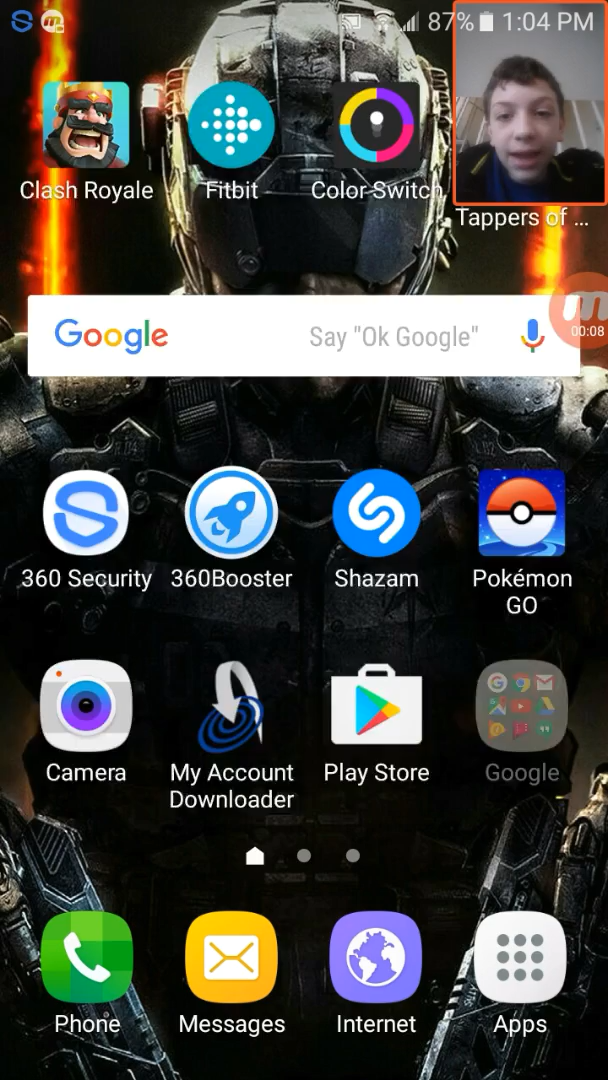 87% 1:04 PM
Clash Royale
Fitbit
Color Switch
Tappers of ...
Google
Say "Ok Google"
00:08
360 Security
360Booster
Shazam
Pokémon
GO
Camera
My Account
Downloader
Play Store
Google
Phone
Messages
Internet
Apps